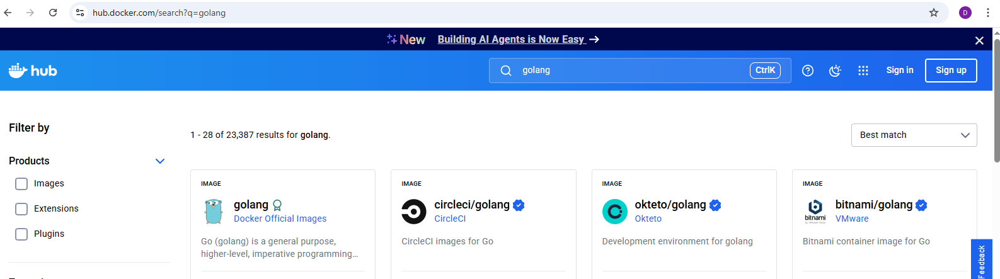 hub.docker.com/search?q=golang
D
New Building AI Agents is Now Easy →
hub
golang
CtrlK
Sign in
Sign up
Filter by
1 - 28 of 23,387 results for golang.
Best match
Products
Images
Extensions
Plugins
IMAGE
golang
Docker Official Images
Go (golang) is a general purpose,
higher-level, imperative programming…
IMAGE
circleci/golang
CircleCI
CircleCI images for Go
IMAGE
okteto/golang
Okteto
Development environment for golang
IMAGE
bitnami
bitnami/golang
VMware
Bitnami container image for Go
Feedback